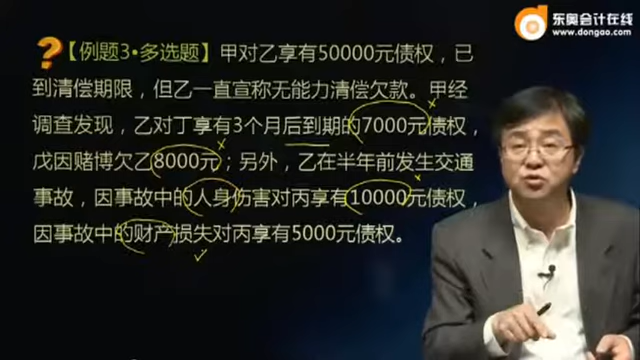 东奥会计在线
www.dongao.com
?【例题3·多选题】甲对乙享有50000元债权，已
到清偿期限，但乙一直宣称无能力清偿欠款。甲经
调查发现，乙对丁享有3个月后到期的7000元债权，
戊因赌博欠乙8000元；另外，乙在半年前发生交通
事故，因事故中的人身伤害对丙享有10000元债权，
因事故中的财产损失对丙享有5000元债权。